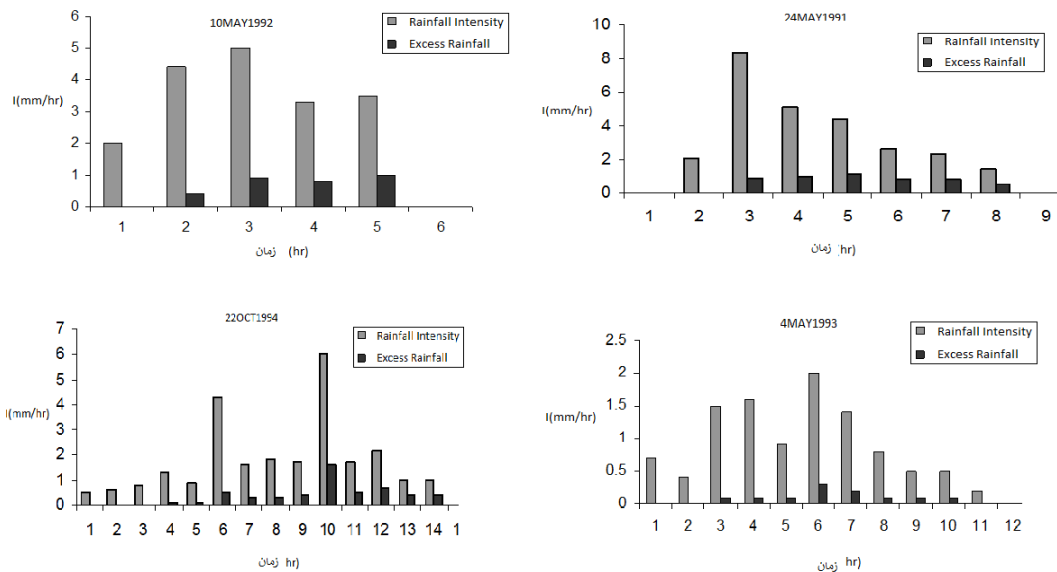 10MAY1992
Rainfall Intensity
Excess Rainfall
6
5
4
3
2
1
0
I(mm/hr)
1 2 3 4 5 6
زمان (hr)
24MAY1991
Rainfall Intensity
Excess Rainfall
10
8
6
4
2
0
I(mm/hr)
1 2 3 4 5 6 7 8 9
زمان (hr)
22OCT1994
Rainfall Intensity
Excess Rainfall
7
6
5
4
3
2
1
0
I(mm/hr)
1 2 3 4 5 6 7 8 9 10 11 12 13 14 1
زمان hr)
4MAY1993
Rainfall Intensity
Excess Rainfall
2.5
2
1.5
1
0.5
0
I(mm/hr)
1 2 3 4 5 6 7 8 9 10 11 12
زمان hr)